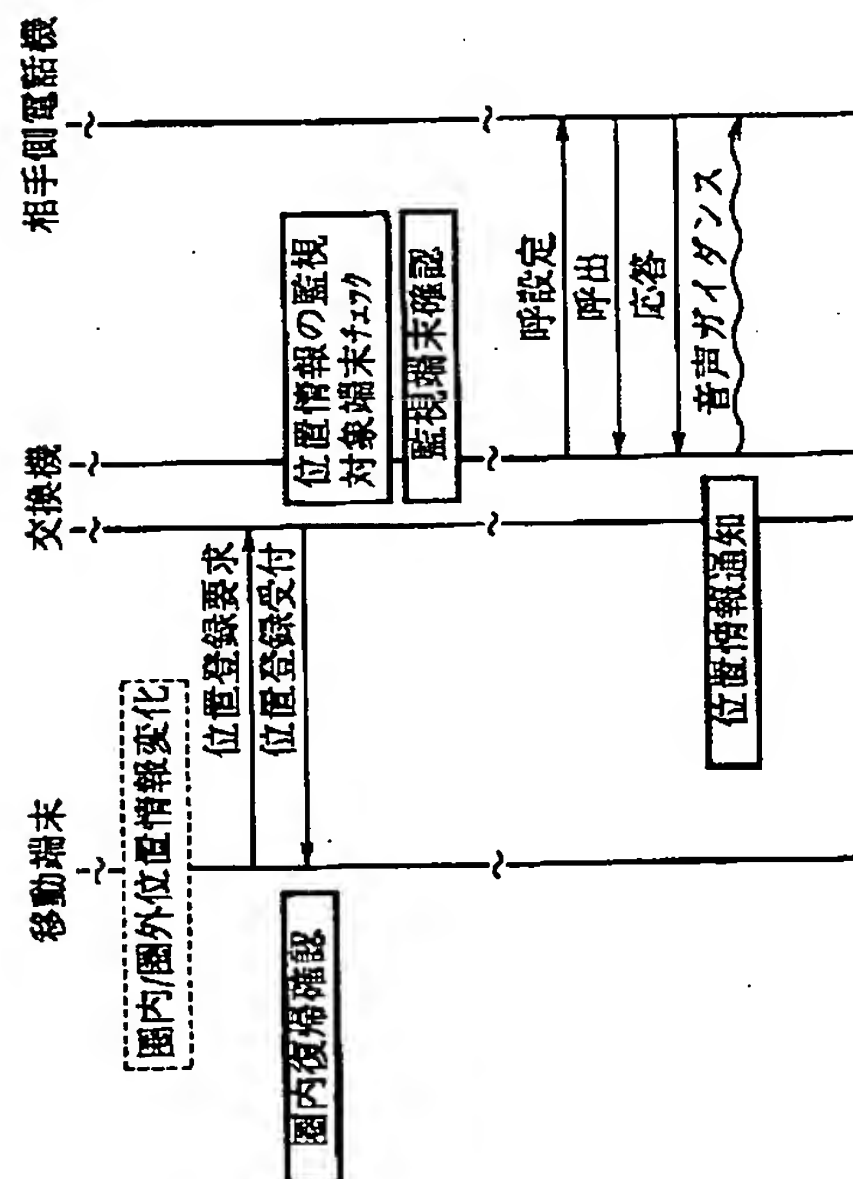 移動端末
交換機
相手側電話機
圏内/圏外位置情報変化
位置登録要求
位置登録受付
圏内復帰確認
位置情報の監視
対象端末チェック
監視端末確認
呼設定
呼出
応答
音声ガイダンス
位置情報通知